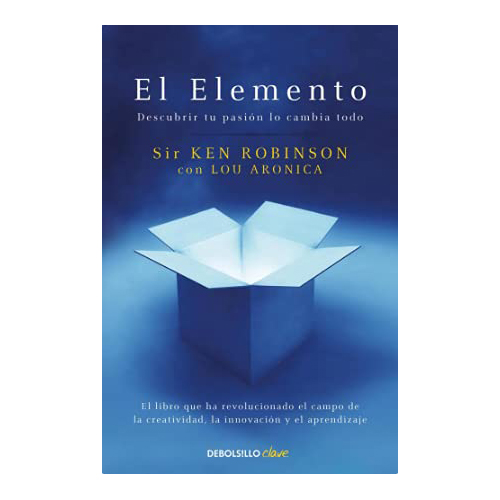 El Elemento
Descubrir tu pasión lo cambia todo
Sir KEN ROBINSON
con LOU ARONICA
El libro que ha revolucionado el campo de
la creatividad, la innovación y el aprendizaje
DEBOLSILLO clave